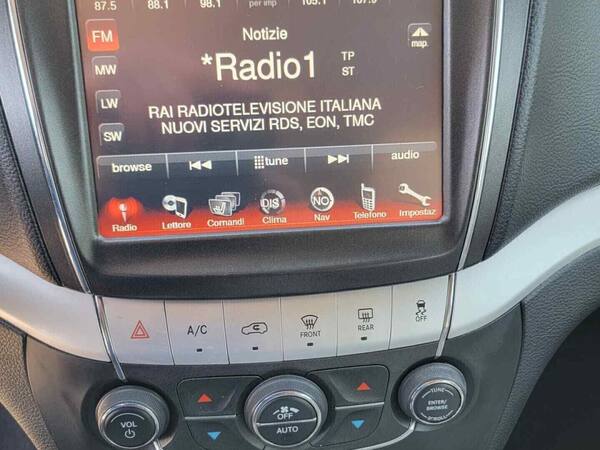 87.5 88.1 98.1 per imp 105.1 107.9
FM Notizie map.
MW *Radio1 TP
ST
LW RAI RADIOTELEVISIONE ITALIANA
SW NUOVI SERVIZI RDS, EON, TMC
browse tune audio
DIS NO
Radio Lettore Comandi Clima Nav Telefono Impostaz
A/C FRONT REAR OFF
VOL OFF AUTO
TUNE
ENTER/
BROWSE
SCROLL